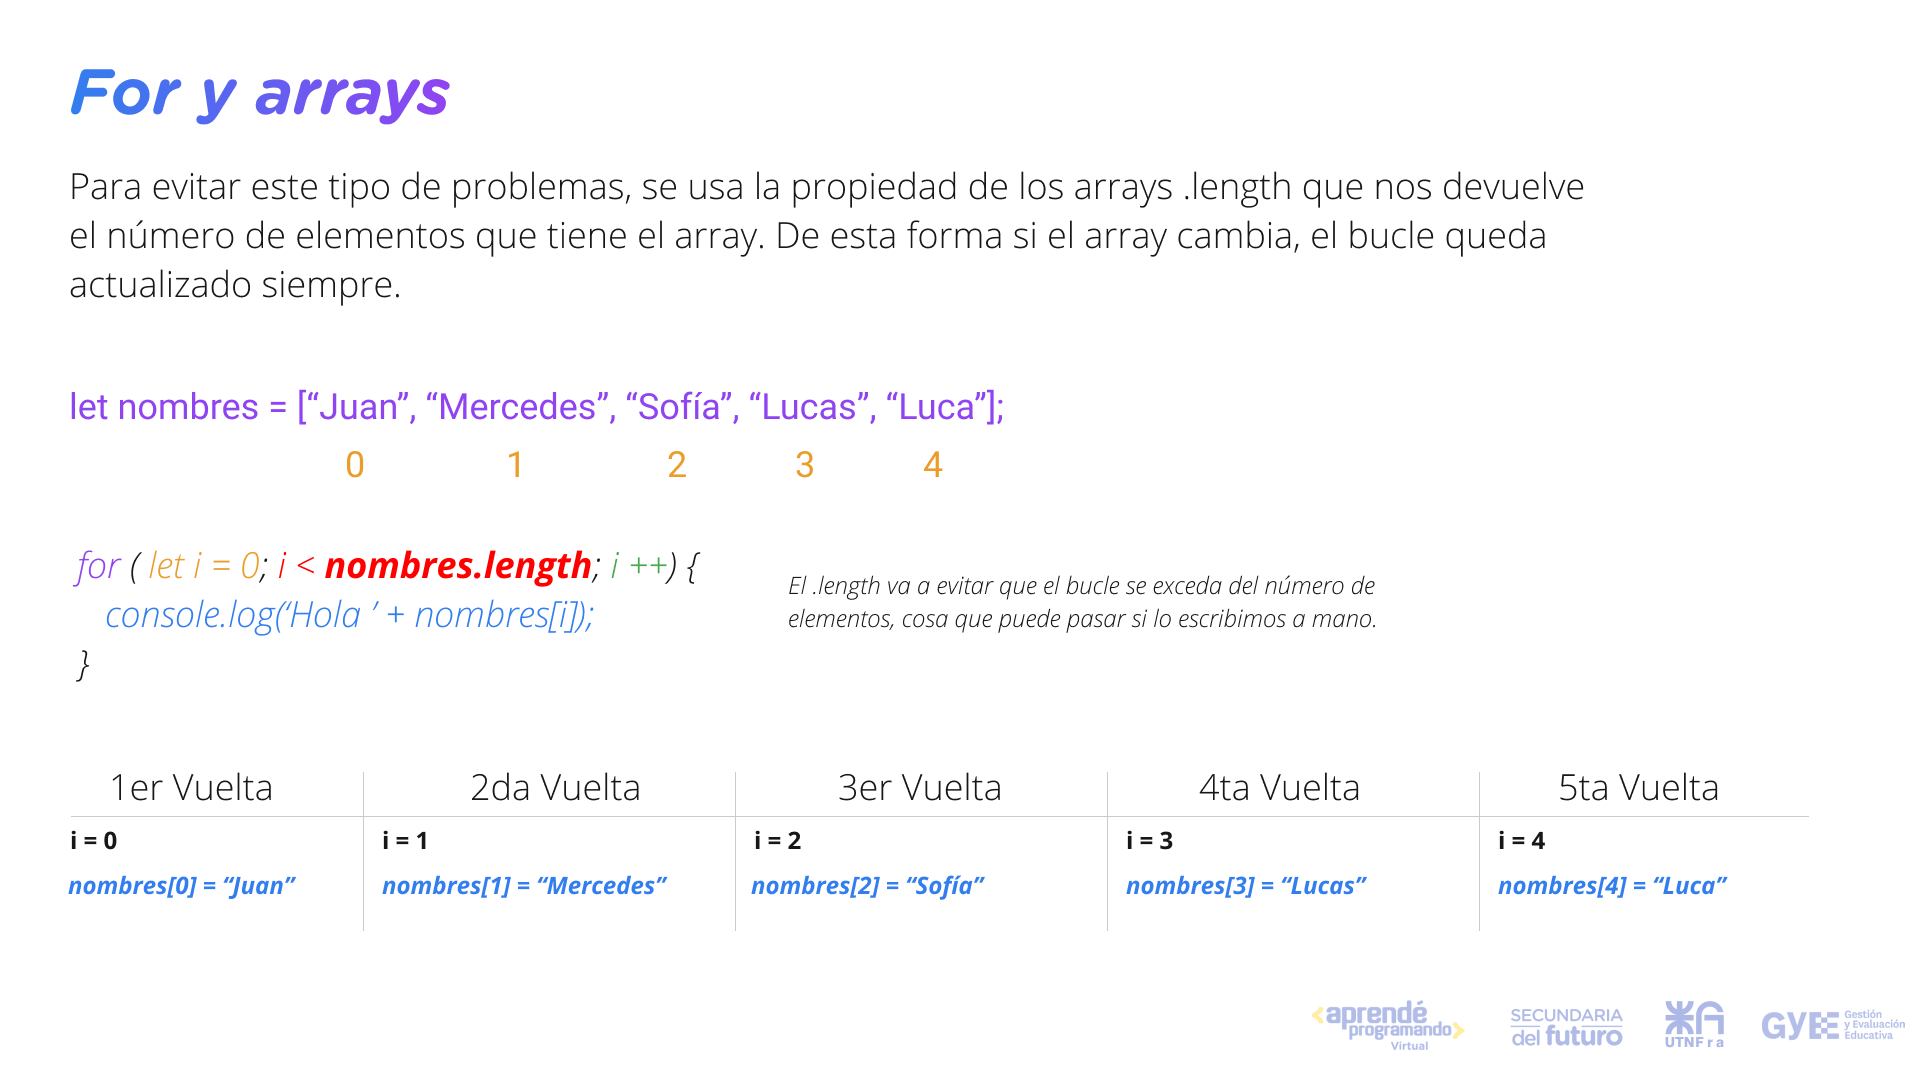 For y arrays
Para evitar este tipo de problemas, se usa la propiedad de los arrays .length que nos devuelve
el número de elementos que tiene el array. De esta forma si el array cambia, el bucle queda
actualizado siempre.
let nombres = [“Juan”, “Mercedes”, “Sofía”, “Lucas”, “Luca”];
0 1 2 3 4
for ( let i = 0; i < nombres.length; i ++) {
console.log(‘Hola ’ + nombres[i]);
}
El .length va a evitar que el bucle se exceda del número de
elementos, cosa que puede pasar si lo escribimos a mano.
1er Vuelta 2da Vuelta 3er Vuelta 4ta Vuelta 5ta Vuelta
i = 0 i = 1 i = 2 i = 3 i = 4
nombres[0] = “Juan” nombres[1] = “Mercedes” nombres[2] = “Sofía” nombres[3] = “Lucas” nombres[4] = “Luca”
<aprendé
programando>
Virtual
SECUNDARIA
del futuro
UTNFra
GYEE
Gestión
y Evaluación
Educativa